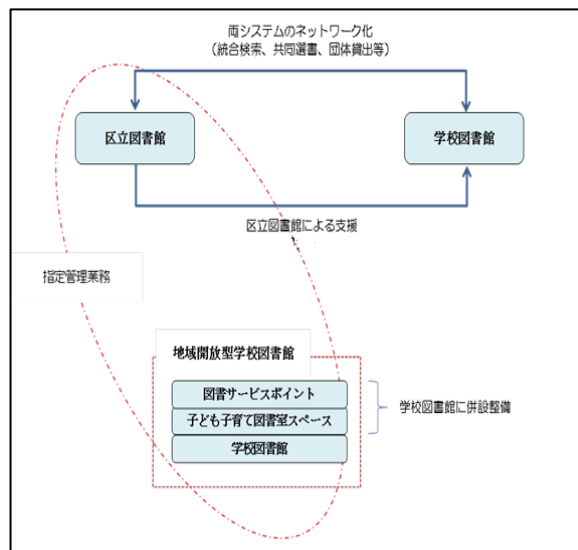 両システムのネットワーク化
（統合検索、共同選書、団体貸出等）
区立図書館
学校図書館
区立図書館による支援
指定管理業務
地域開放型学校図書館
図書サービスポイント
子ども子育て図書室スペース
学校図書館に併設整備
学校図書館